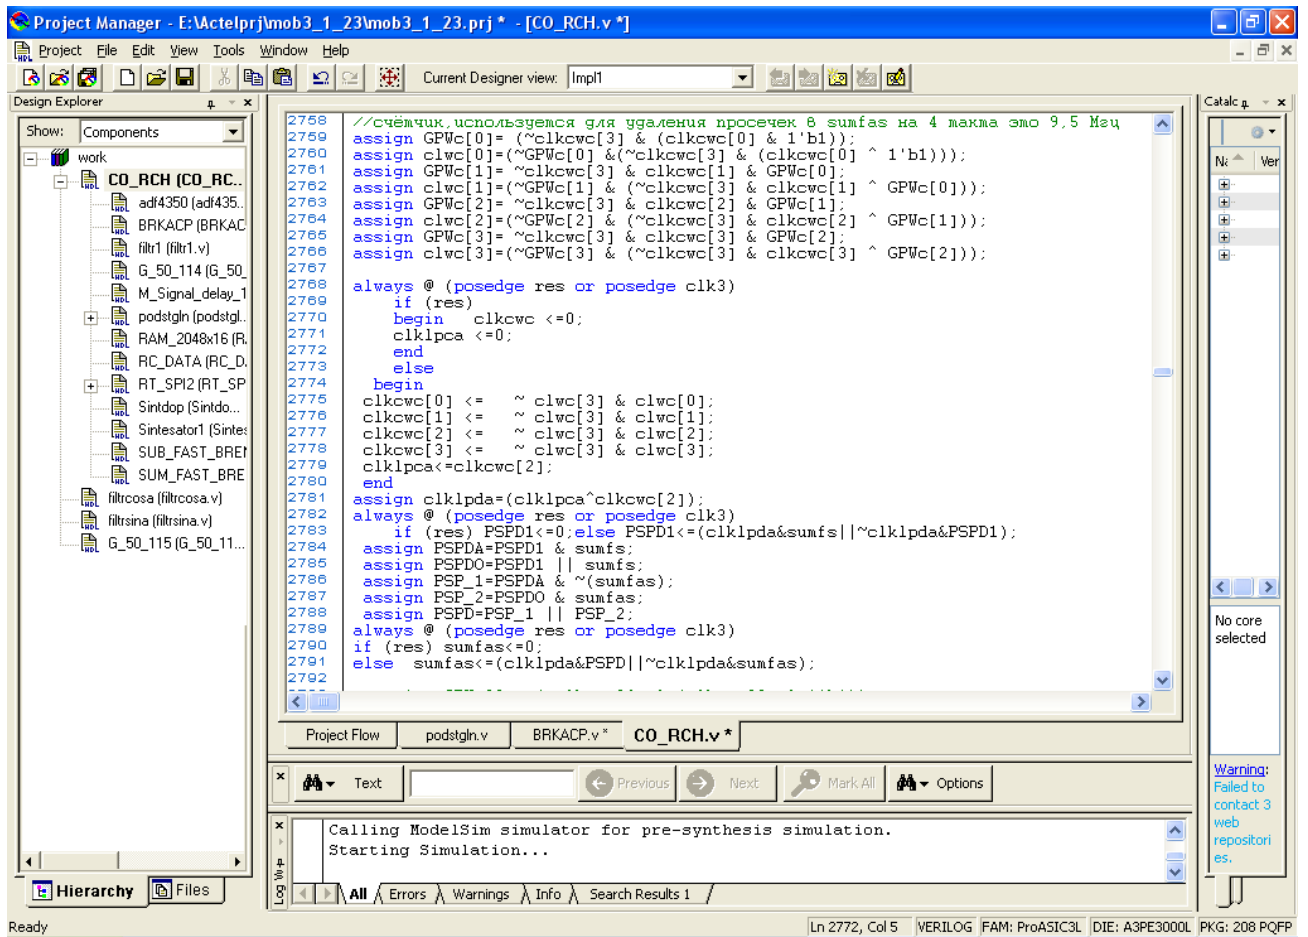 Project Manager - E:\Actelprj\mob3_1_23\mob3_1_23.prj * - [CO_RCH.v *]
Project File Edit View Tools Window Help
Current Designer view: Impl1
Design Explorer
Show: Components
work
CO_RCH (CO_RC..
adf4350 (adf435..
BRKACP (BRKAC
filtr1 (filtr1.v)
G_50_114 (G_50_
M_Signal_delay_1
podstgln (podstgl..
RAM_2048x16 (R.
RC_DATA (RC_D.
RT_SPI2 (RT_SP
Sintdop (Sintdo...
Sintesator1 (Sintes
SUB_FAST_BREN
SUM_FAST_BRE
filtrcosa (filtrcosa.v)
filtrsina (filtrsina.v)
G_50_115 (G_50_11...
Hierarchy Files
2758 //счётчик,используется для удаления просечек в sumfas на 4 такта это 9,5 Мгц
2759 assign GPWc[0]= (~clkcwc[3] & (clkcwc[0] & 1'b1));
2760 assign clwc[0]=(~GPWc[0] &(~clkcwc[3] & (clkcwc[0] ^ 1'b1)));
2761 assign GPWc[1]= ~clkcwc[3] & clkcwc[1] & GPWc[0];
2762 assign clwc[1]=(~GPWc[1] & (~clkcwc[3] & clkcwc[1] ^ GPWc[0]));
2763 assign GPWc[2]= ~clkcwc[3] & clkcwc[2] & GPWc[1];
2764 assign clwc[2]=(~GPWc[2] & (~clkcwc[3] & clkcwc[2] ^ GPWc[1]));
2765 assign GPWc[3]= ~clkcwc[3] & clkcwc[3] & GPWc[2];
2766 assign clwc[3]=(~GPWc[3] & (~clkcwc[3] & clkcwc[3] ^ GPWc[2]));
2767
2768 always @ (posedge res or posedge clk3)
2769 if (res)
2770 begin clkcwc <=0;
2771 clklpca <=0;
2772 end
2773 else
2774 begin
2775 clkcwc[0] <= ~ clwc[3] & clwc[0];
2776 clkcwc[1] <= ~ clwc[3] & clwc[1];
2777 clkcwc[2] <= ~ clwc[3] & clwc[2];
2778 clkcwc[3] <= ~ clwc[3] & clwc[3];
2779 clklpca<=clkcwc[2];
2780 end
2781 assign clklpda=(clklpca^clkcwc[2]);
2782 always @ (posedge res or posedge clk3)
2783 if (res) PSPD1<=0;else PSPD1<=(clklpda&sumfs||~clklpda&PSPD1);
2784 assign PSPDA=PSPD1 & sumfs;
2785 assign PSPDO=PSPD1 || sumfs;
2786 assign PSP_1=PSPDA & ~(sumfas);
2787 assign PSP_2=PSPDO & sumfas;
2788 assign PSPD=PSP_1 || PSP_2;
2789 always @ (posedge res or posedge clk3)
2790 if (res) sumfas<=0;
2791 else sumfas<=(clklpda&PSPD||~clklpda&sumfas);
2792
Project Flow podstgln.v BRKACP.v * CO_RCH.v *
Text Previous Next Mark All Options
Calling ModelSim simulator for pre-synthesis simulation.
Starting Simulation...
Log
All Errors Warnings Info Search Results 1
Catalc
Ver
No core
selected
Warning:
Failed to
contact 3
web
repositori
es.
Ready
Ln 2772, Col 5 VERILOG FAM: ProASIC3L DIE: A3PE3000L PKG: 208 PQFP